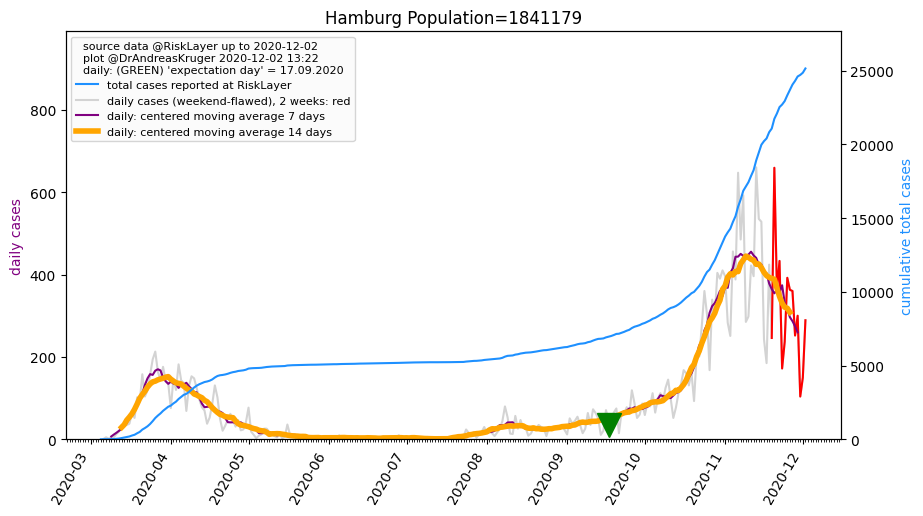 Hamburg Population=1841179
source data @RiskLayer up to 2020-12-02
plot @DrAndreasKruger 2020-12-02 13:22
daily: (GREEN) 'expectation day' = 17.09.2020
total cases reported at RiskLayer
daily cases (weekend-flawed), 2 weeks: red
daily: centered moving average 7 days
daily: centered moving average 14 days
daily cases
800
600
400
200
0
cumulative total cases
25000
20000
15000
10000
5000
0
2020-03
2020-04
2020-05
2020-06
2020-07
2020-08
2020-09
2020-10
2020-11
2020-12